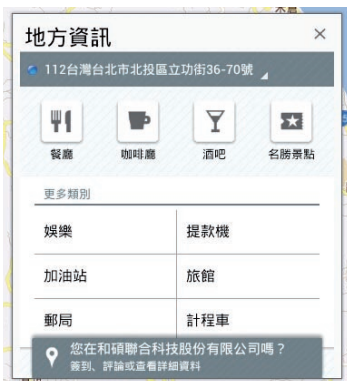 地方資訊
112台灣台北市北投區立功街36-70號
餐廳 咖啡廳 酒吧 名勝景點
更多類別
娛樂 提款機
加油站 旅館
郵局 計程車
您在和碩聯合科技股份有限公司嗎？
簽到、評論或查看詳細資料